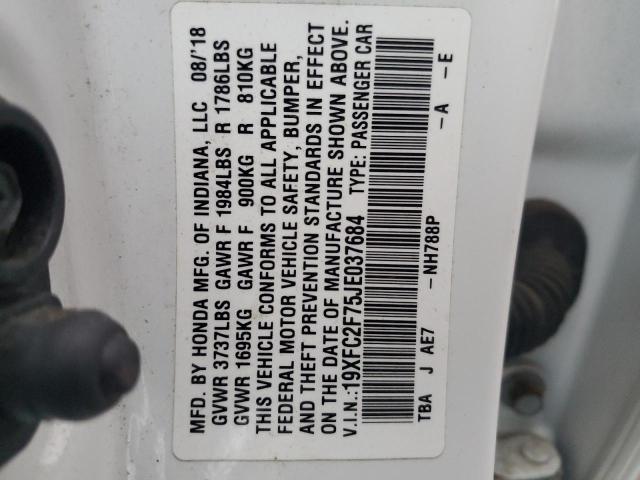 MFD. BY HONDA MFG. OF INDIANA, LLC 08/'18
GVWR 3737LBS GAWR F 1984LBS R 1786LBS
GVWR 1695KG GAWR F 900KG R 810KG
THIS VEHICLE CONFORMS TO ALL APPLICABLE
FEDERAL MOTOR VEHICLE SAFETY, BUMPER,
AND THEFT PREVENTION STANDARDS IN EFFECT
ON THE DATE OF MANUFACTURE SHOWN ABOVE.
V.I.N.:19XFC2F75JE037684 TYPE: PASSENGER CAR
TBA J AE7 -NH788P -A -E